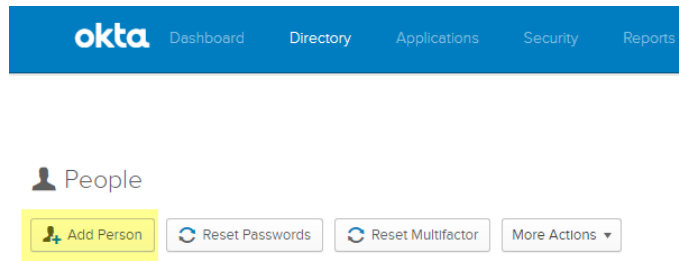 okta Dashboard Directory Applications Security Reports
People
Add Person Reset Passwords Reset Multifactor More Actions